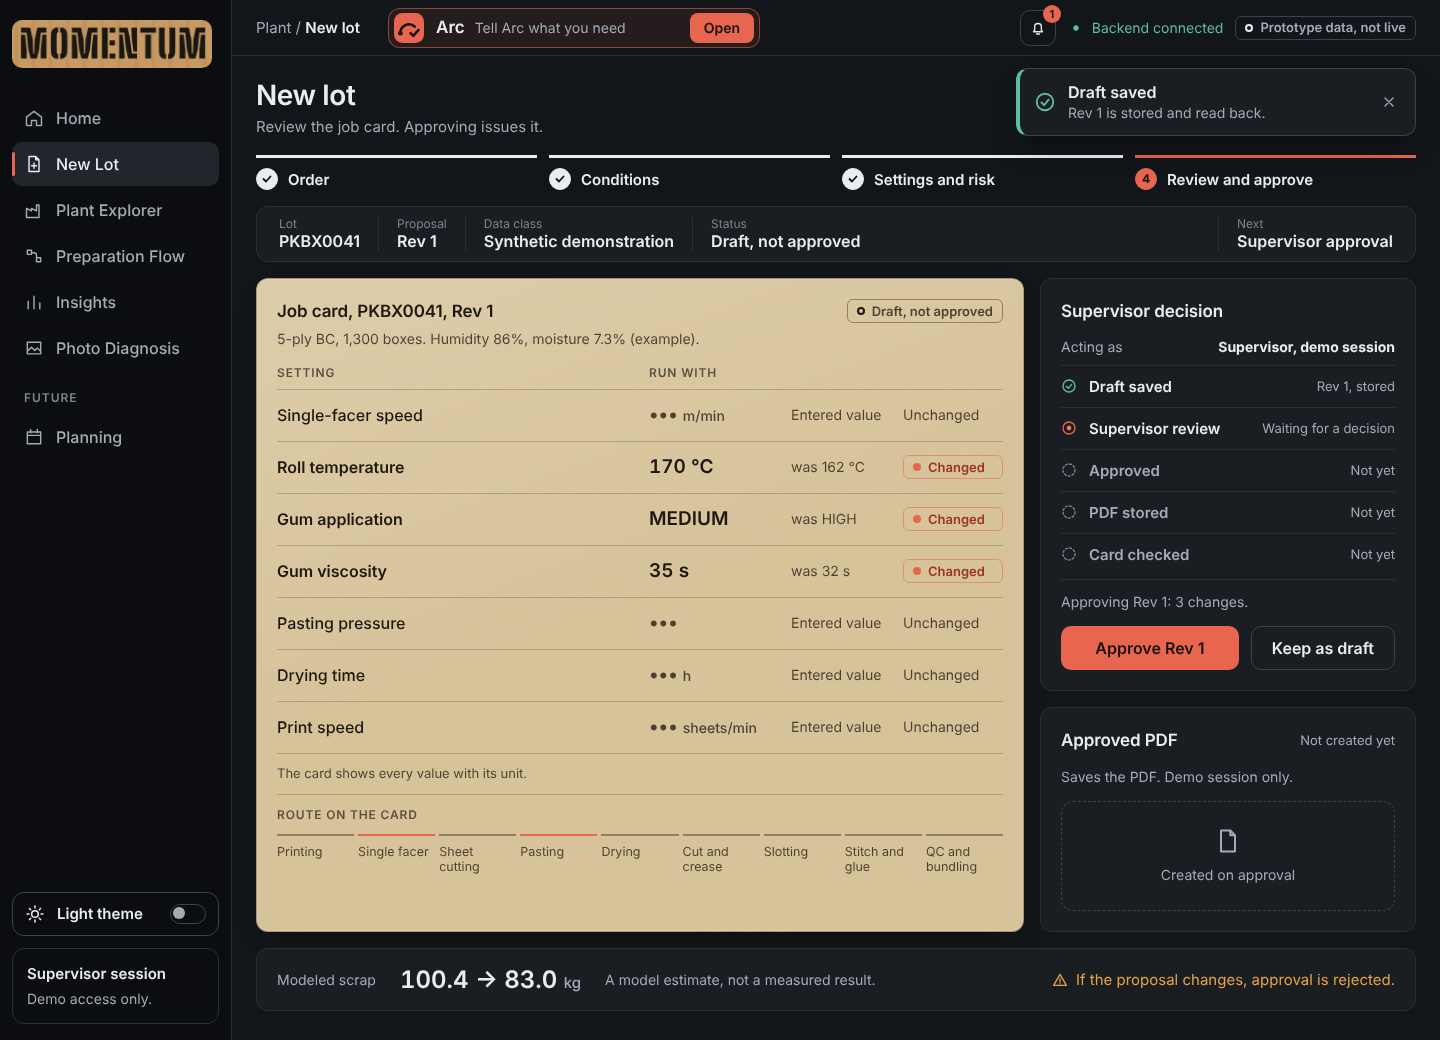 MOMENTUM
Home
New Lot
Plant Explorer
Preparation Flow
Insights
Photo Diagnosis
FUTURE
Planning
Light theme
Supervisor session
Demo access only.
Plant / New lot
Arc Tell Arc what you need Open
1
Backend connected
Prototype data, not live
New lot
Review the job card. Approving issues it.
Draft saved
Rev 1 is stored and read back.
Order
Conditions
Settings and risk
4 Review and approve
Lot
PKBX0041
Proposal
Rev 1
Data class
Synthetic demonstration
Status
Draft, not approved
Next
Supervisor approval
Job card, PKBX0041, Rev 1
Draft, not approved
5-ply BC, 1,300 boxes. Humidity 86%, moisture 7.3% (example).
SETTING RUN WITH
Single-facer speed ••• m/min Entered value Unchanged
Roll temperature 170 °C was 162 °C Changed
Gum application MEDIUM was HIGH Changed
Gum viscosity 35 s was 32 s Changed
Pasting pressure ••• Entered value Unchanged
Drying time ••• h Entered value Unchanged
Print speed ••• sheets/min Entered value Unchanged
The card shows every value with its unit.
ROUTE ON THE CARD
Printing
Single facer
Sheet
cutting
Pasting
Drying
Cut and
crease
Slotting
Stitch and
glue
QC and
bundling
Supervisor decision
Acting as Supervisor, demo session
Draft saved Rev 1, stored
Supervisor review Waiting for a decision
Approved Not yet
PDF stored Not yet
Card checked Not yet
Approving Rev 1: 3 changes.
Approve Rev 1
Keep as draft
Approved PDF Not created yet
Saves the PDF. Demo session only.
Created on approval
Modeled scrap 100.4 → 83.0 kg A model estimate, not a measured result.
If the proposal changes, approval is rejected.